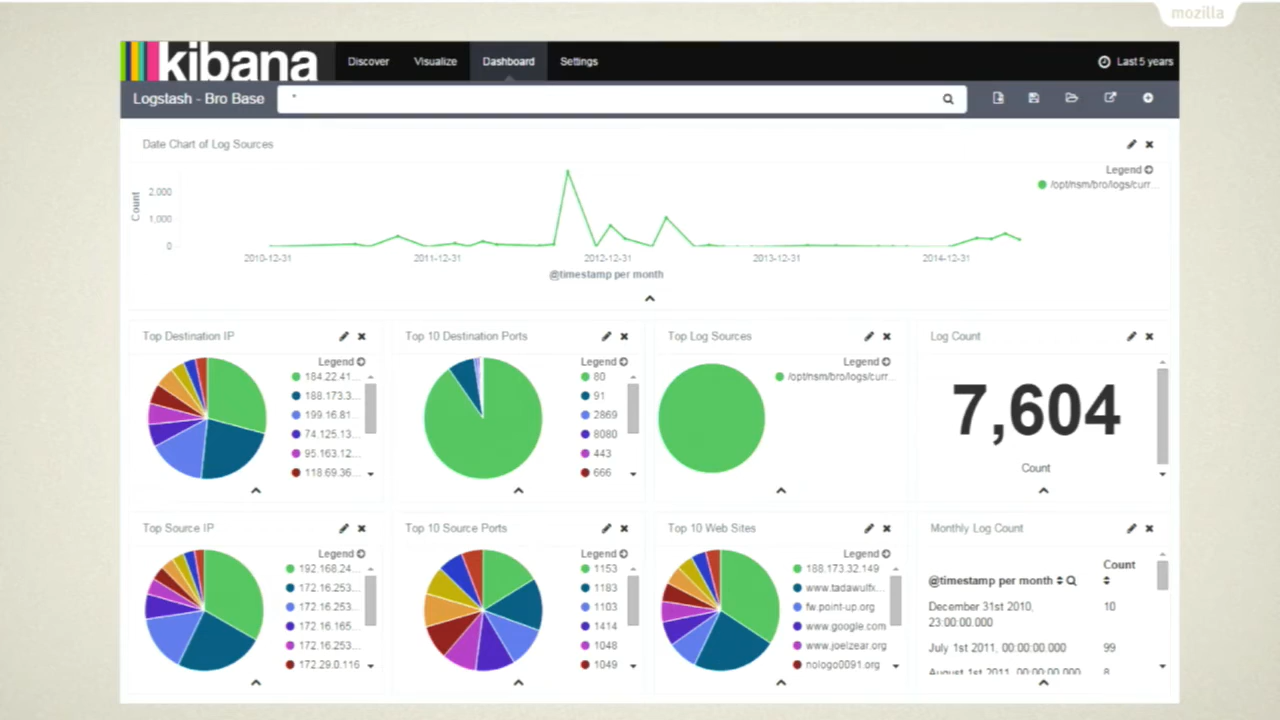 mozilla
kibana
Discover Visualize Dashboard Settings Last 5 years
Logstash - Bro Base *
Date Chart of Log Sources
Legend
/opt/nsm/bro/logs/curr...
Count
2,000
1,000
0
2010-12-31 2011-12-31 2012-12-31 2013-12-31 2014-12-31
@timestamp per month
Top Destination IP
Legend
184.22.41...
188.173.3...
199.16.81...
74.125.13...
95.163.12...
118.69.36...
Top 10 Destination Ports
Legend
80
91
2869
8080
443
666
Top Log Sources
Legend
/opt/nsm/bro/logs/curr...
Log Count
7,604
Count
Top Source IP
Legend
192.168.24...
172.16.253...
172.16.253...
172.16.165...
172.16.253...
172.29.0.116
Top 10 Source Ports
Legend
1153
1183
1103
1414
1048
1049
Top 10 Web Sites
Legend
188.173.32.149
www.tadawulfx...
fw.point-up.org
www.google.com
www.joelzear.org
nologo0091.org
Monthly Log Count
@timestamp per month Count
December 31st 2010, 23:00:00.000 10
July 1st 2011, 00:00:00.000 99
August 1st 2011, 00:00:00.000 8